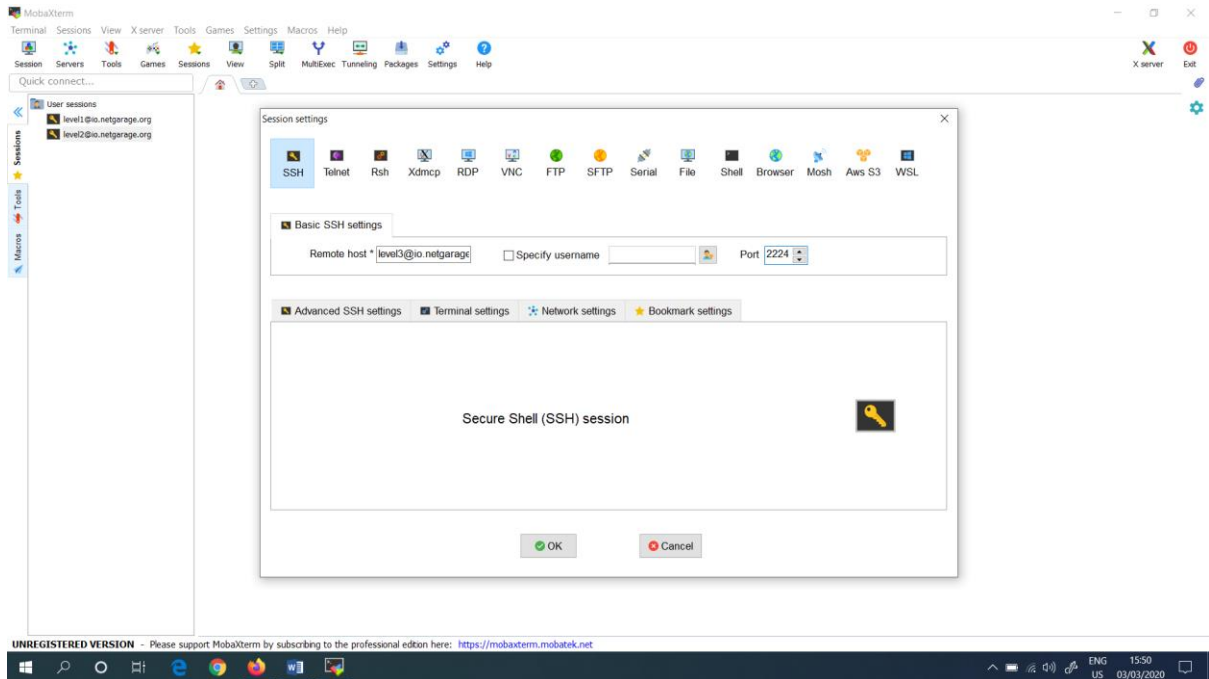 MobaXterm
Terminal Sessions View X server Tools Games Settings Macros Help
Session Servers Tools Games Sessions View Split MultiExec Tunneling Packages Settings Help X server Exit
Quick connect...
User sessions
level1@io.netgarage.org
level2@io.netgarage.org
Sessions
Tools
Macros
Session settings
SSH Telnet Rsh Xdmcp RDP VNC FTP SFTP Serial File Shell Browser Mosh Aws S3 WSL
Basic SSH settings
Remote host * level3@io.netgarage Specify username Port 2224
Advanced SSH settings Terminal settings Network settings Bookmark settings
Secure Shell (SSH) session
OK Cancel
UNREGISTERED VERSION - Please support MobaXterm by subscribing to the professional edition here: https://mobaxterm.mobatek.net
ENG 15:50
US 03/03/2020